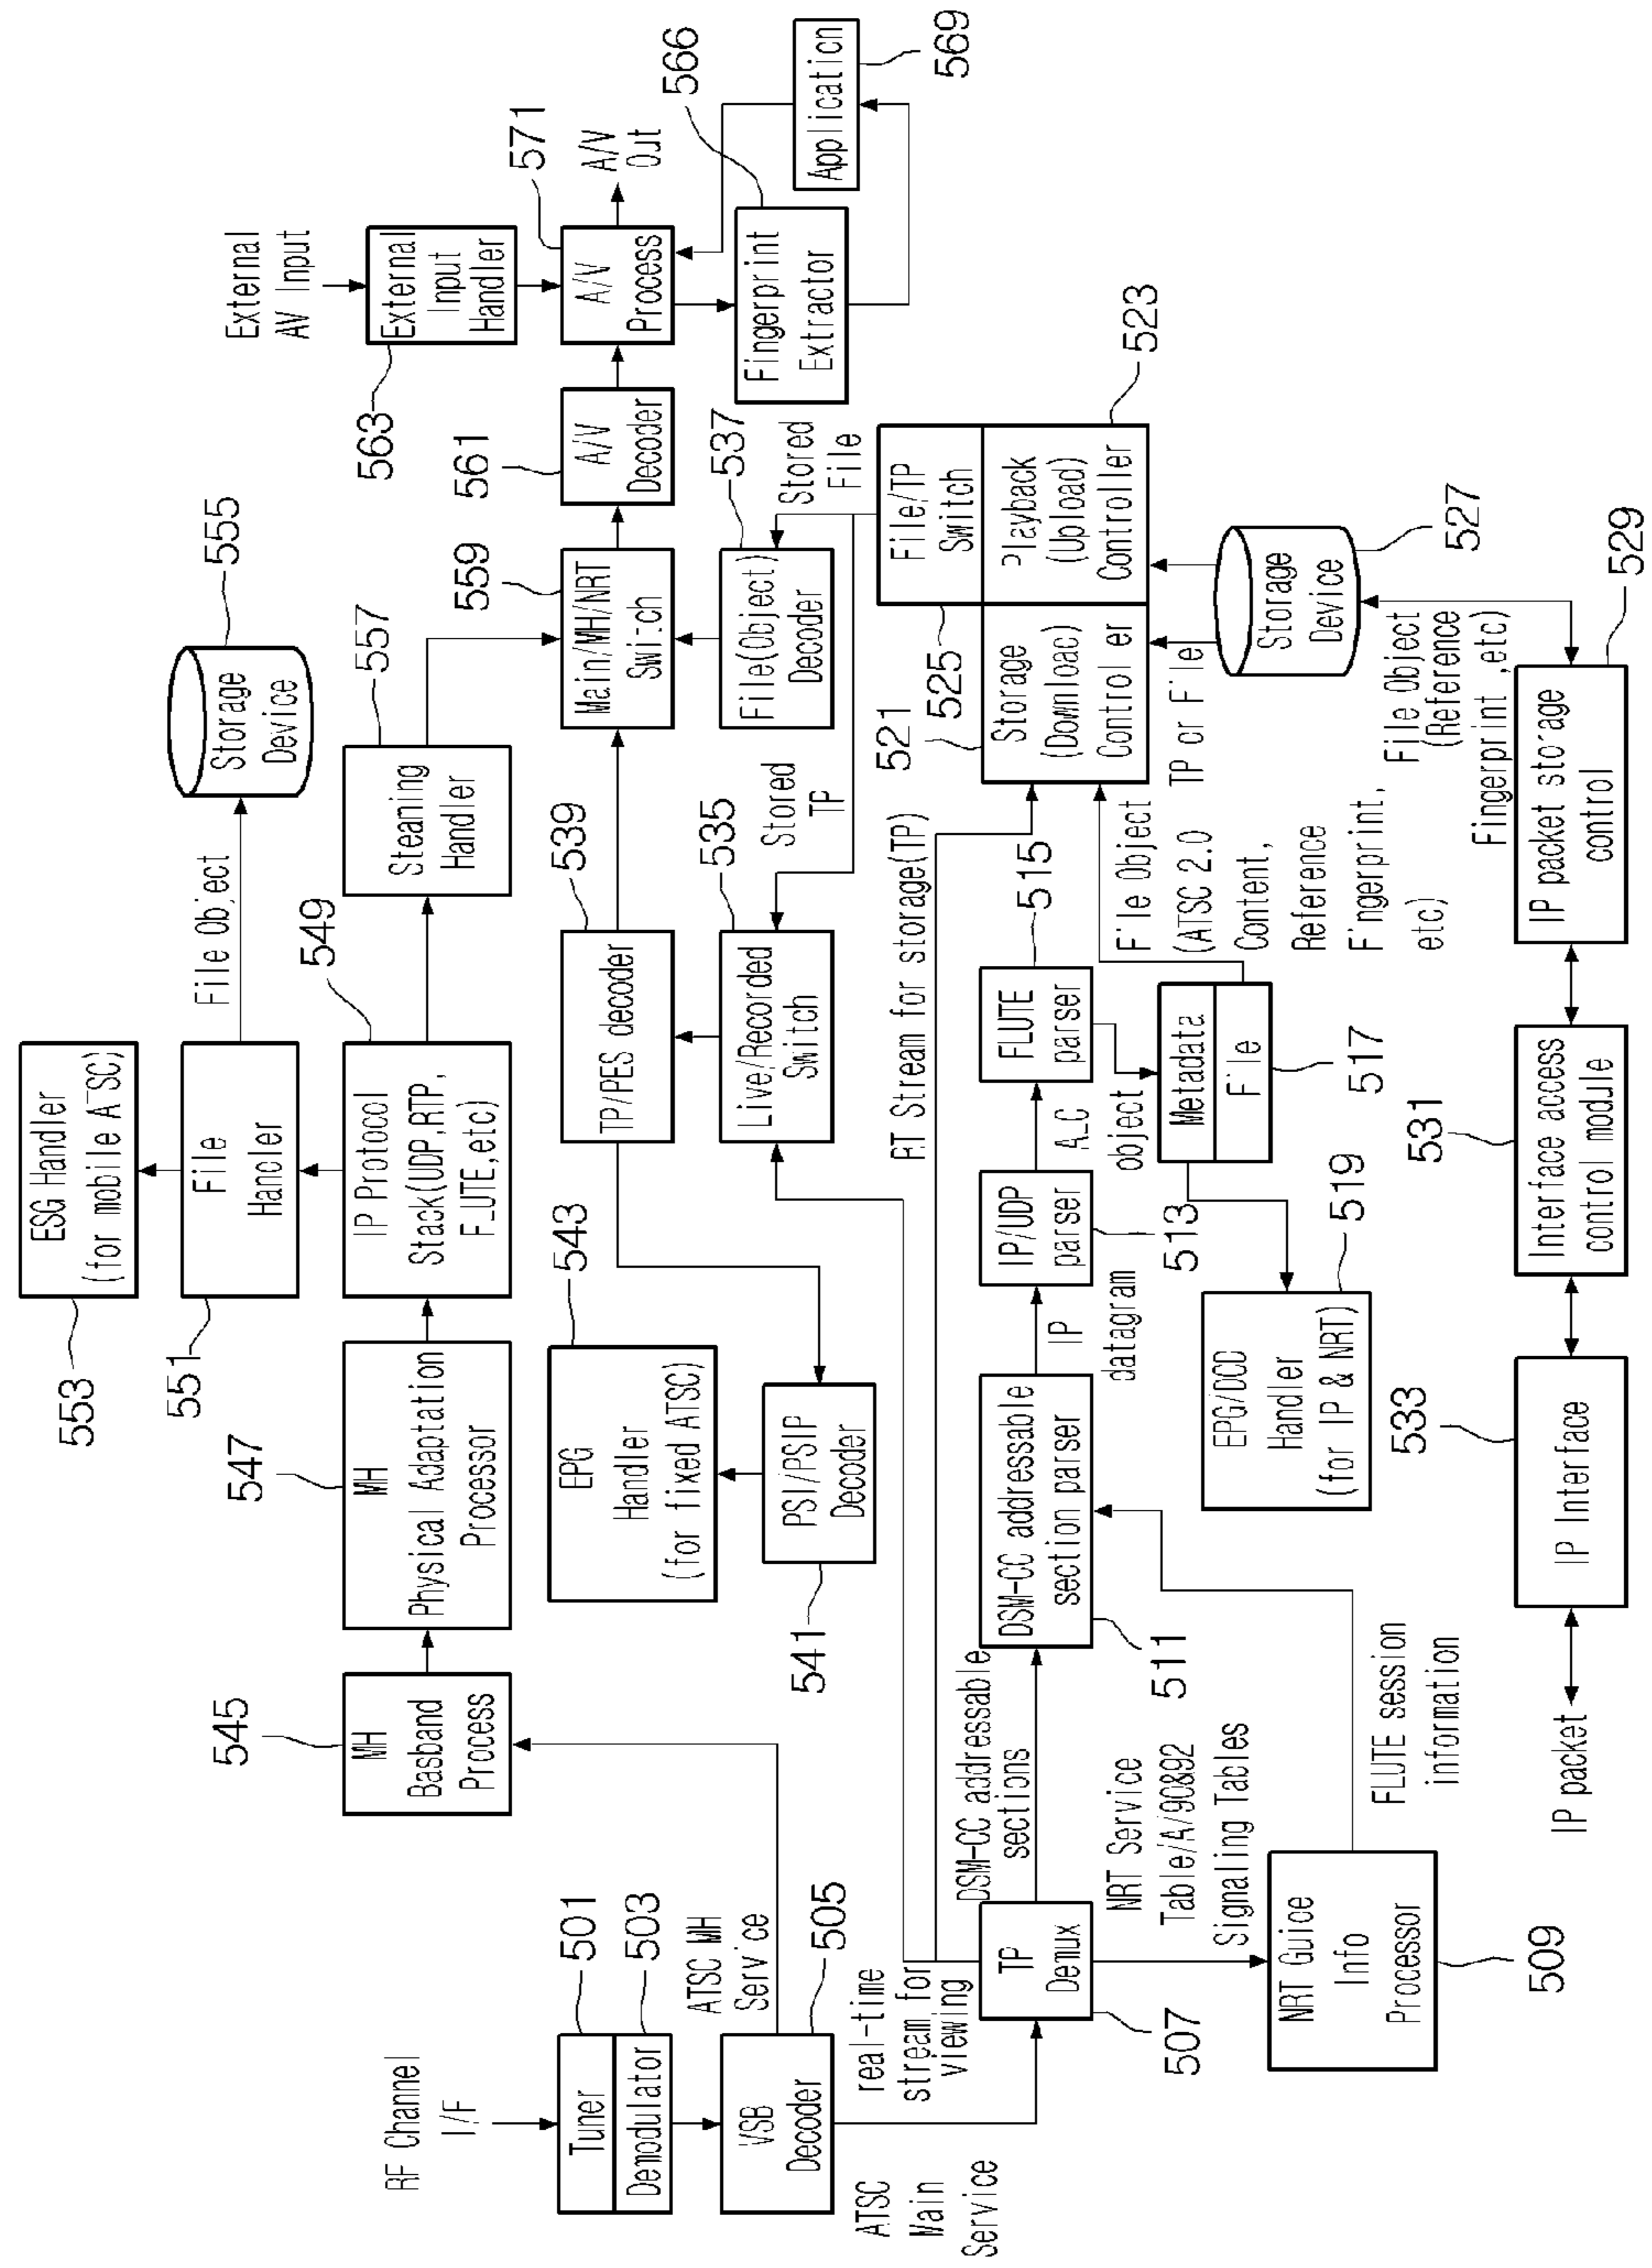 553
ESG Handler
(for mobile ATSC)
551
File
Handler
File Object
Storage
Device
555
545
MH
Basband
Process
547
MH
Physical Adaptation
Processor
549
IP Protocol
Stack(UDP,RTP,
FLUTE,etc)
Steaning
Handler
557
External
AV Input
563
External
Input
Handler
RF Channel
I/F
Tuner
501
Demodulator
503
ATSC MH
Service
VSB
Decoder
505
ATSC
Main
Service
543
EPG
Handler
(for fixed ATSC)
541
PSI/PSIP
Decoder
539
TP/PES decoder
535
Live/Recorded
Switch
559
Main/MH/NRT
Switch
561
A/V
Decoder
571
A/V
Process
A/V
Out
566
Fingerprint
Extractor
Application
569
537
File(Object)
Decoder
Stored
TP
Stored
File
real-time
stream for
viewing
RT Stream for storage(TP)
TP
Demux
507
DSM-CC addressable
sections
DSM-CC addressable
section parser
511
IP
datagram
IP/UDP
parser
513
ALC
object
FLUTE
parser
515
Metadata
File
517
EPG/DCD
Handler
(for IP & NRT)
519
File Object
(ATSC 2.0
Content,
Reference
Fingerprint,
etc)
521
Storage
(Download)
Controller
525
File/TP
Switch
Playback
(Upload)
Controller
523
TP or File
Storage
Device
527
NRT Service
Table/A/90&92
Signaling Tables
NRT Guide
Info
Processor
509
FLUTE session
information
File Object
(Reference
Fingerprint ,etc)
IP packet
533
IP Interface
531
Interface access
control module
IP packet storage
control
529